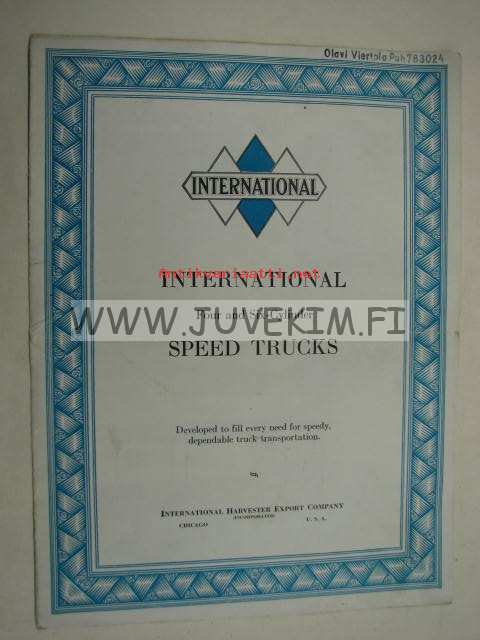 Olavi Viertola Puh 783024
INTERNATIONAL
antikvariaatti.net
INTERNATIONAL
Four and Six-Cylinder
WWW.JUVEKIM.FI
SPEED TRUCKS
Developed to fill every need for speedy,
dependable truck transportation.
INTERNATIONAL HARVESTER EXPORT COMPANY
(INCORPORATED)
CHICAGO U. S. A.